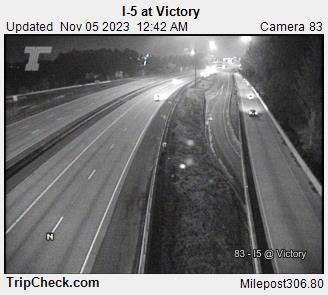 I-5 at Victory
Updated Nov 05 2023 12:42 AM Camera 83
T
N
83 - I5 @ Victory
TripCheck.com Milepost306.80